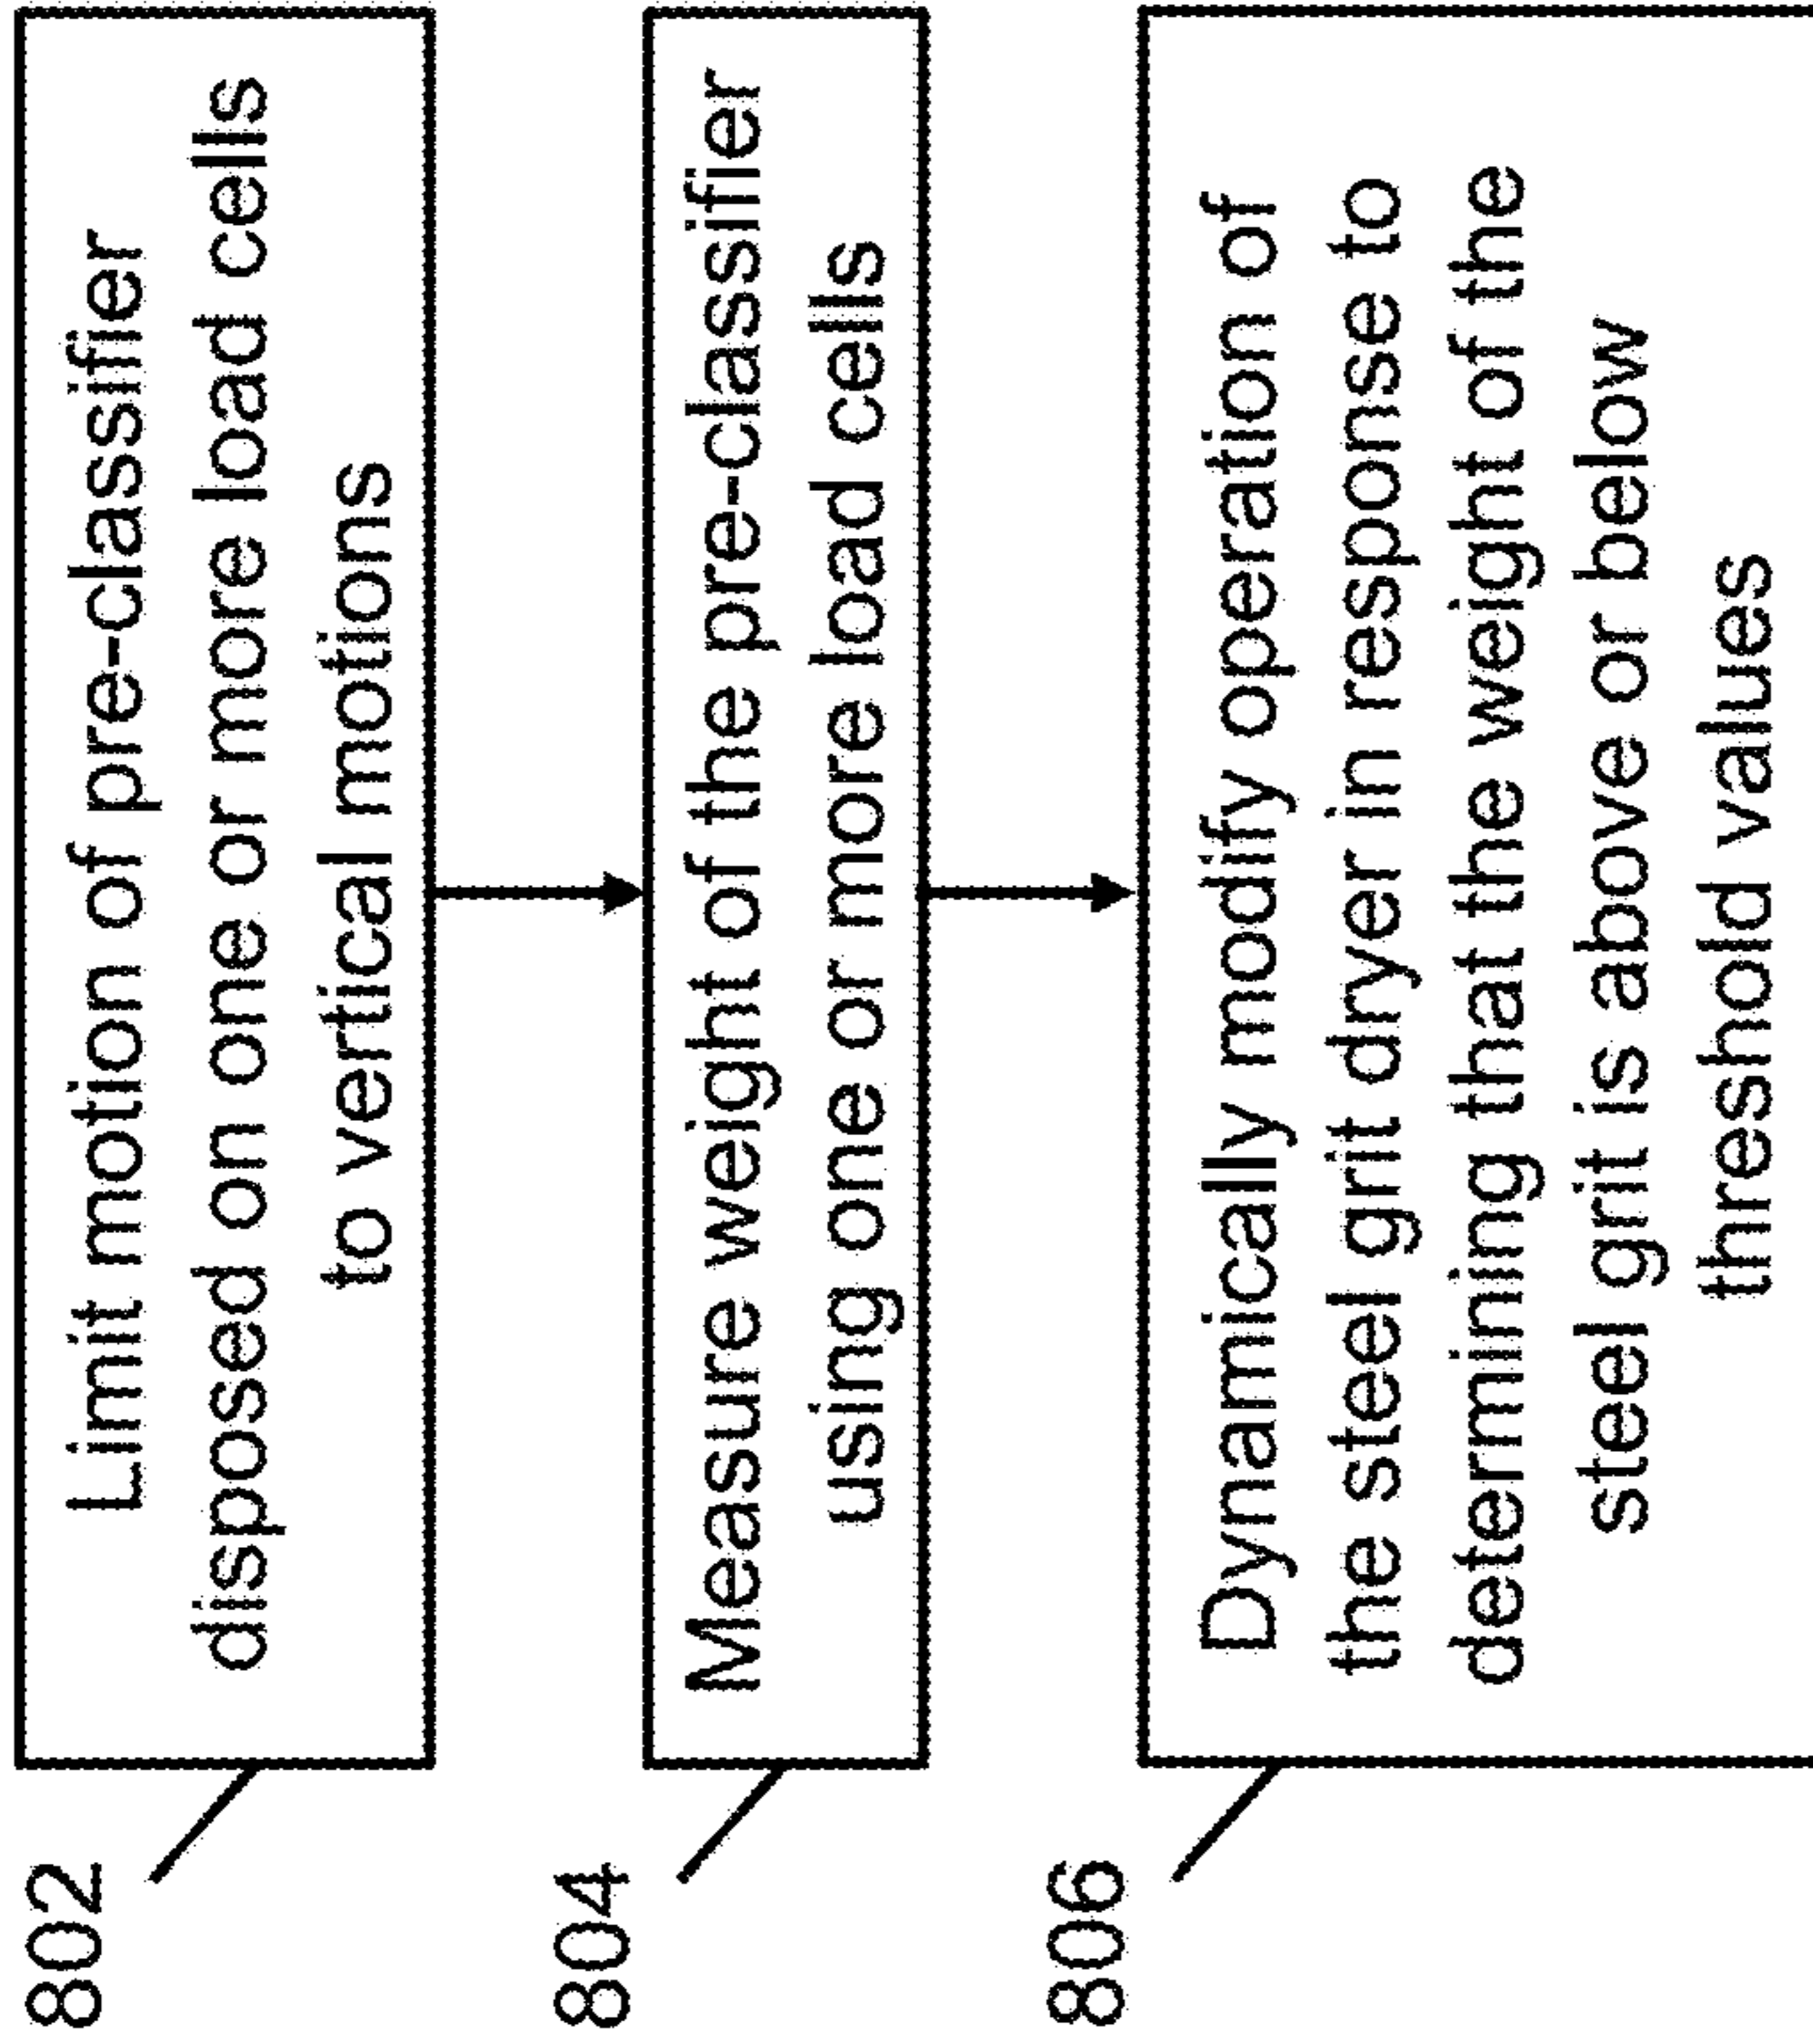 802
Limit motion of pre-classifier
disposed on one or more load cells
to vertical motions
804
Measure weight of the pre-classifier
using one or more load cells
806
Dynamically modify operation of
the steel grit dryer in response to
determining that the weight of the
steel grit is above or below
threshold values